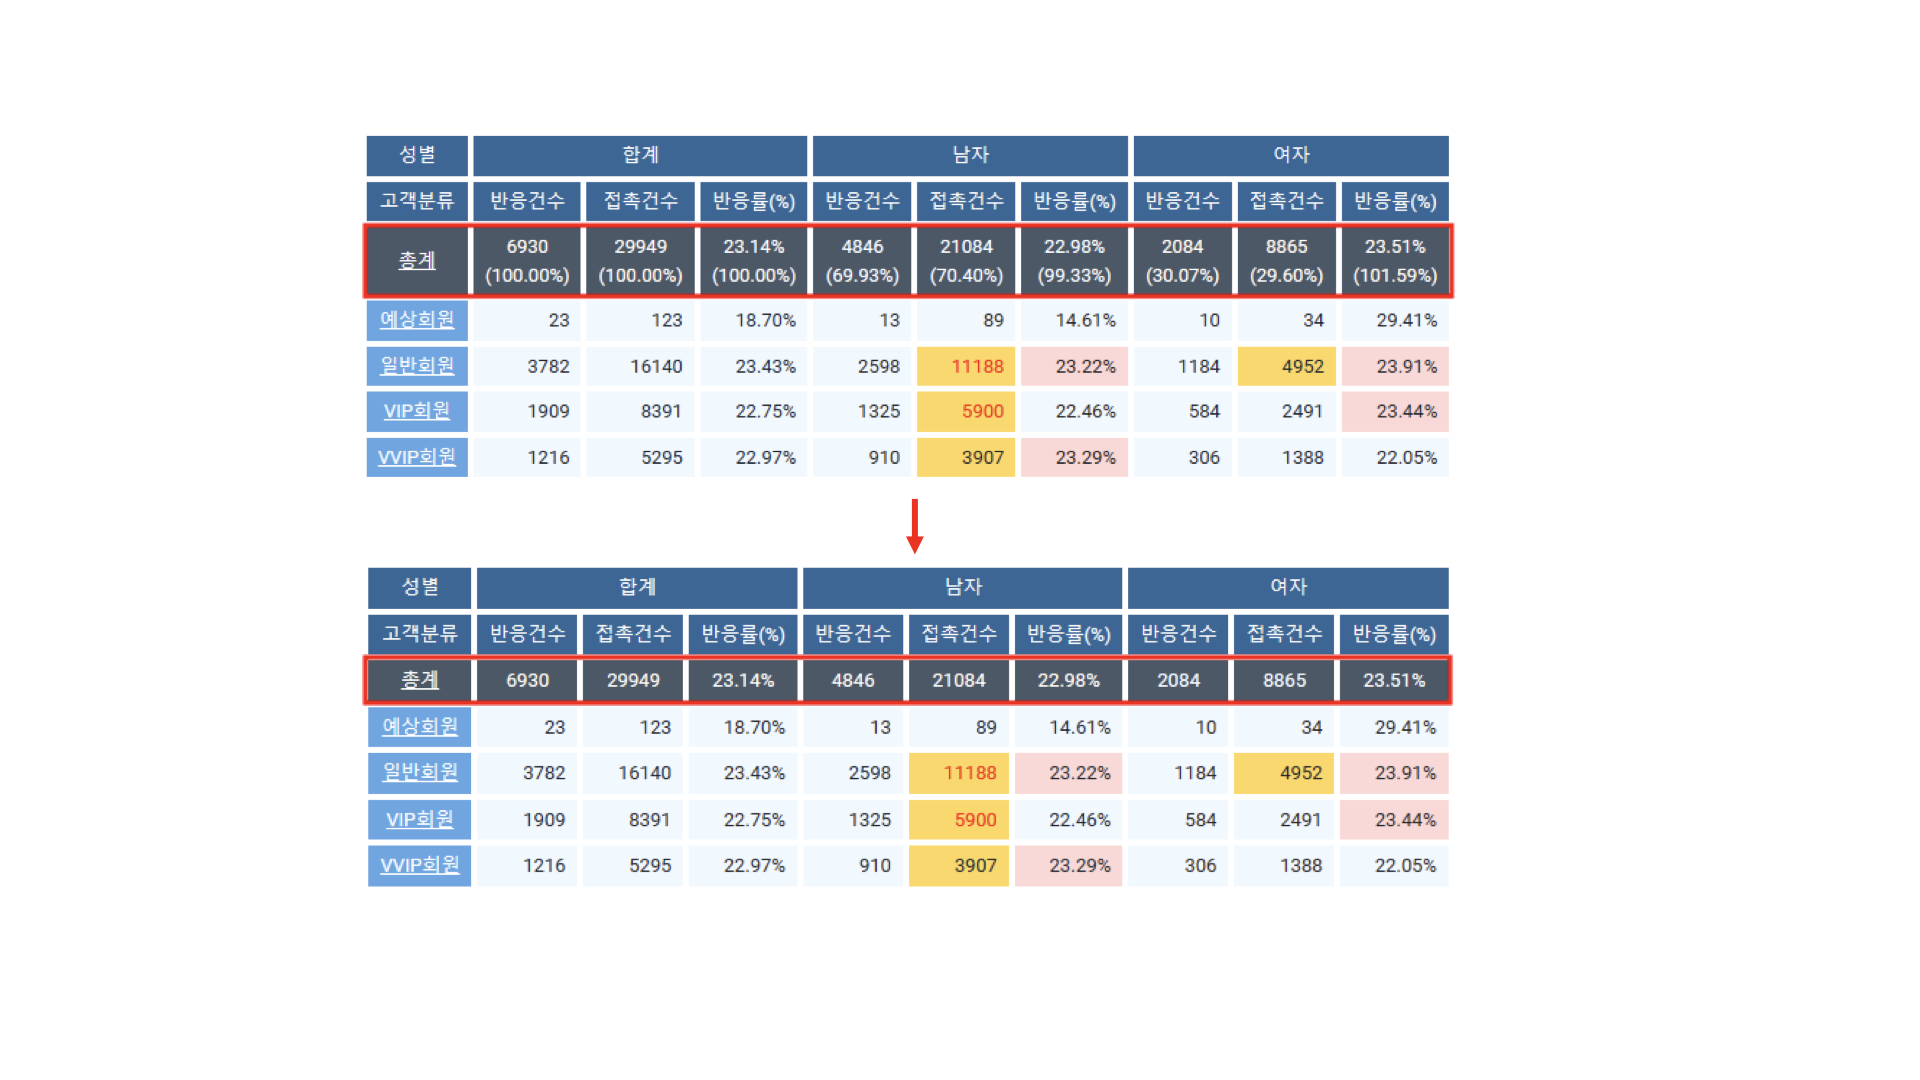 성별 합계 남자 여자
고객분류 반응건수 접촉건수 반응률(%) 반응건수 접촉건수 반응률(%) 반응건수 접촉건수 반응률(%)
총계 6930 29949 23.14% 4846 21084 22.98% 2084 8865 23.51%
(100.00%) (100.00%) (100.00%) (69.93%) (70.40%) (99.33%) (30.07%) (29.60%) (101.59%)
예상회원 23 123 18.70% 13 89 14.61% 10 34 29.41%
일반회원 3782 16140 23.43% 2598 11188 23.22% 1184 4952 23.91%
VIP회원 1909 8391 22.75% 1325 5900 22.46% 584 2491 23.44%
VVIP회원 1216 5295 22.97% 910 3907 23.29% 306 1388 22.05%
성별 합계 남자 여자
고객분류 반응건수 접촉건수 반응률(%) 반응건수 접촉건수 반응률(%) 반응건수 접촉건수 반응률(%)
총계 6930 29949 23.14% 4846 21084 22.98% 2084 8865 23.51%
예상회원 23 123 18.70% 13 89 14.61% 10 34 29.41%
일반회원 3782 16140 23.43% 2598 11188 23.22% 1184 4952 23.91%
VIP회원 1909 8391 22.75% 1325 5900 22.46% 584 2491 23.44%
VVIP회원 1216 5295 22.97% 910 3907 23.29% 306 1388 22.05%